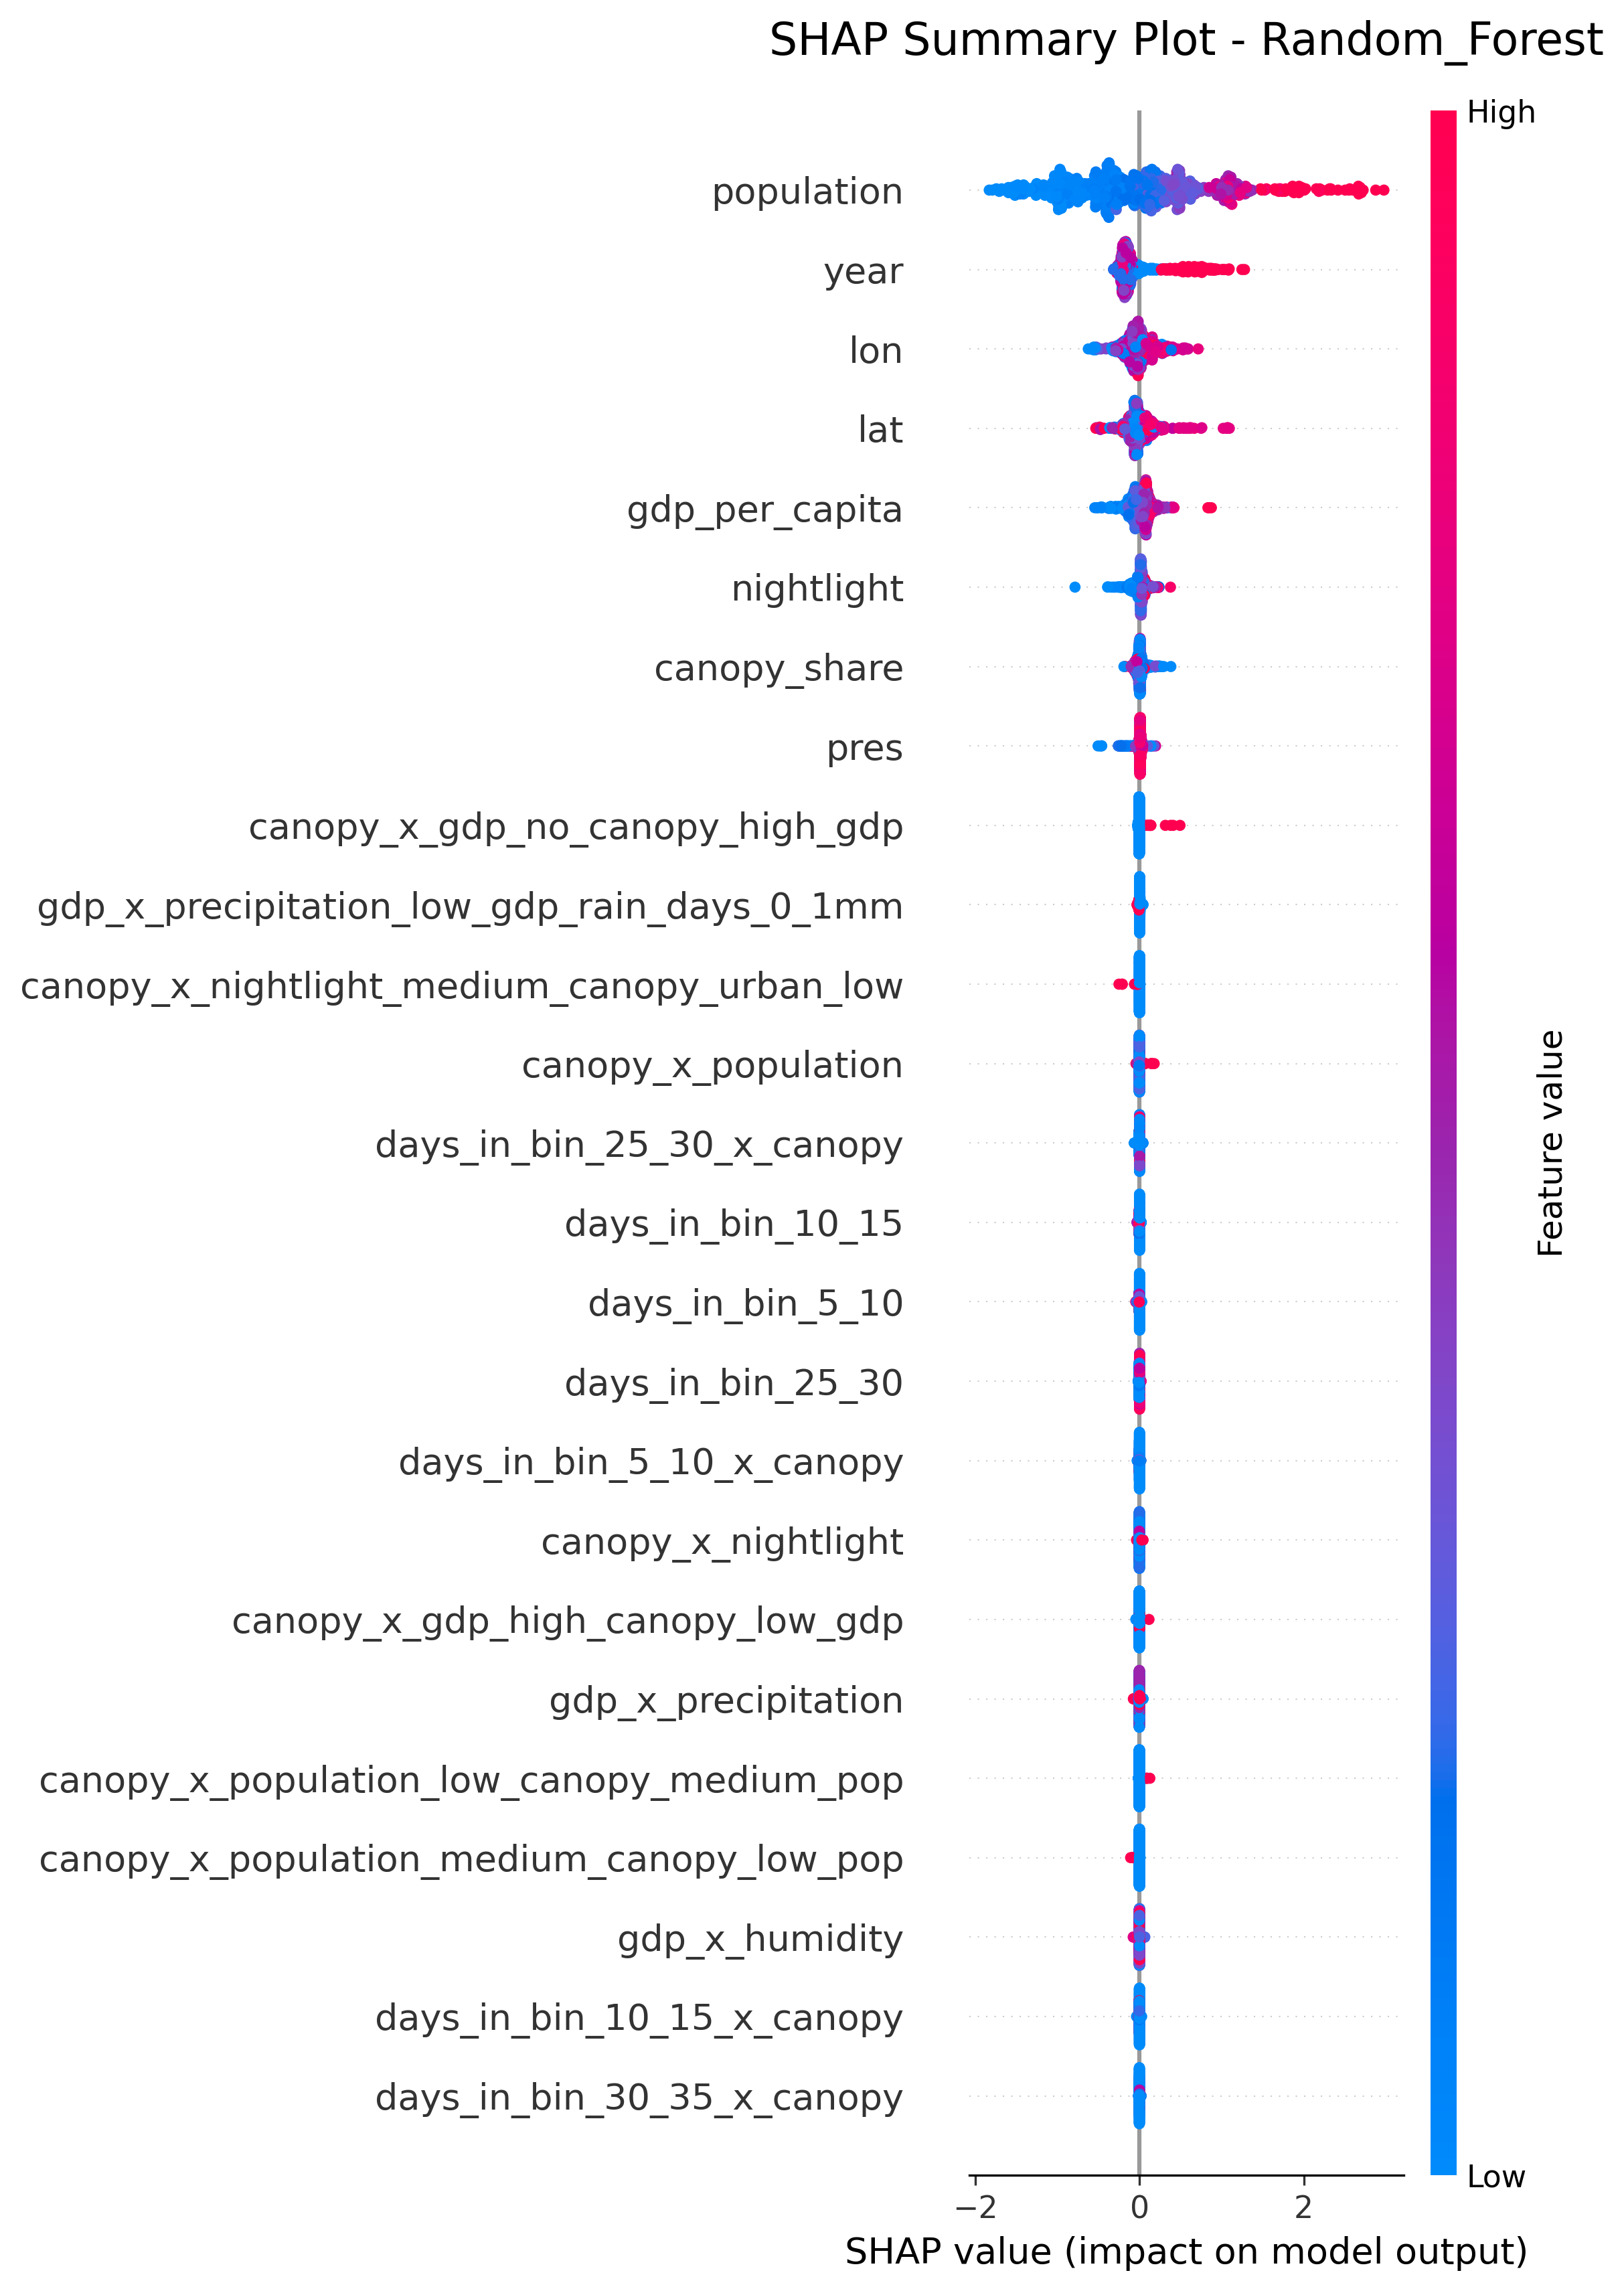 SHAP Summary Plot - Random_Forest
High
population
year
lon
lat
gdp_per_capita
nightlight
canopy_share
pres
canopy_x_gdp_no_canopy_high_gdp
gdp_x_precipitation_low_gdp_rain_days_0_1mm
canopy_x_nightlight_medium_canopy_urban_low
canopy_x_population
days_in_bin_25_30_x_canopy
days_in_bin_10_15
days_in_bin_5_10
days_in_bin_25_30
days_in_bin_5_10_x_canopy
canopy_x_nightlight
canopy_x_gdp_high_canopy_low_gdp
gdp_x_precipitation
canopy_x_population_low_canopy_medium_pop
canopy_x_population_medium_canopy_low_pop
gdp_x_humidity
days_in_bin_10_15_x_canopy
days_in_bin_30_35_x_canopy
Feature value
Low
−2 0 2
SHAP value (impact on model output)